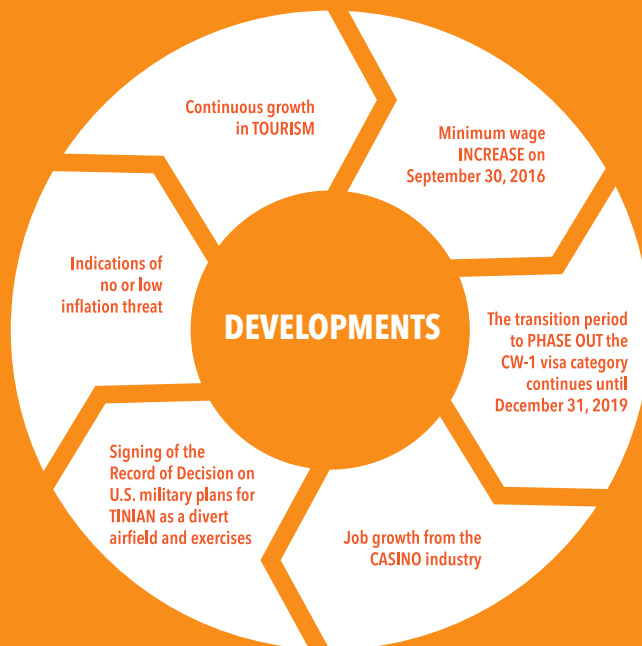 Continuous growth
in TOURISM
Minimum wage
INCREASE on
September 30, 2016
Indications of
no or low
inflation threat
DEVELOPMENTS
The transition period
to PHASE OUT the
CW-1 visa category
continues until
December 31, 2019
Signing of the
Record of Decision on
U.S. military plans for
TINIAN as a divert
airfield and exercises
Job growth from the
CASINO industry